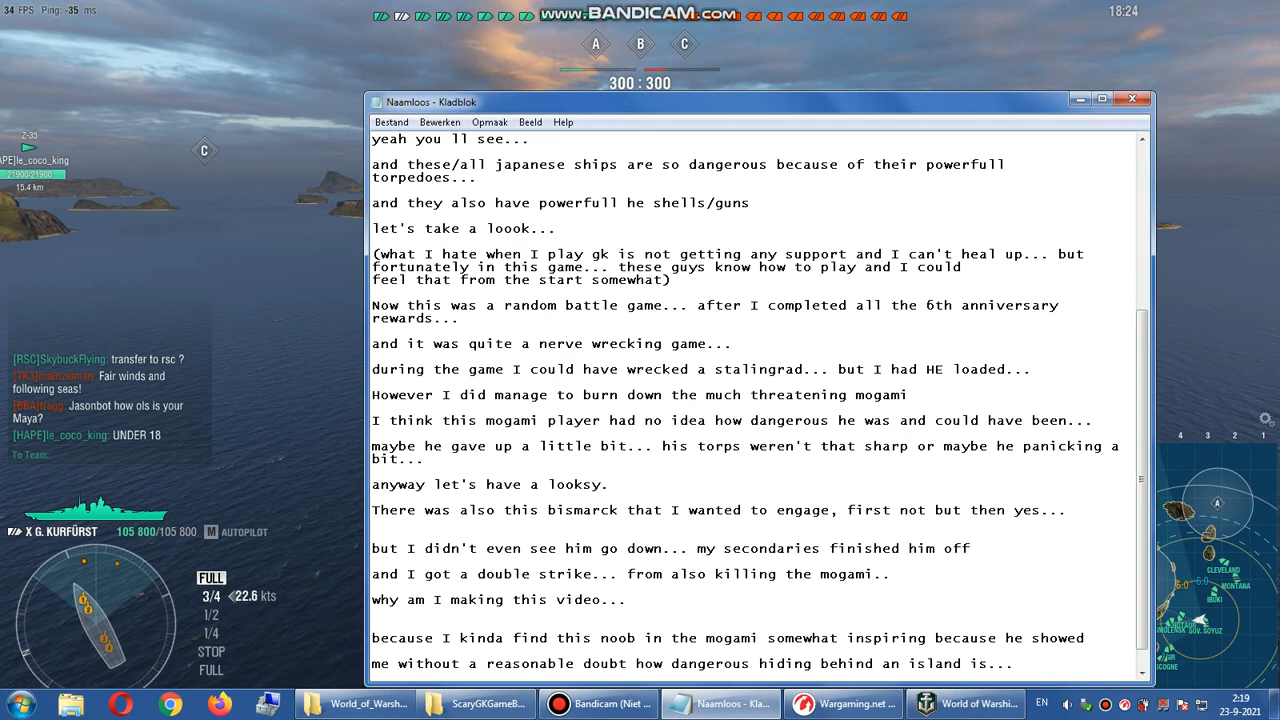 34 FPS Ping: -35 ms
www.BANDICAM.com
18:24
A B C
300 : 300
Z-35
HAPE]le_coco_king
21900/21900
15.4 km
C
Naamloos - Kladblok
Bestand Bewerken Opmaak Beeld Help
yeah you ll see...
and these/all japanese ships are so dangerous because of their powerfull
torpedoes...
and they also have powerfull he shells/guns
let's take a loook...
(what I hate when I play gk is not getting any support and I can't heal up... but
fortunately in this game... these guys know how to play and I could
feel that from the start somewhat)
Now this was a random battle game... after I completed all the 6th anniversary
rewards...
and it was quite a nerve wrecking game...
during the game I could have wrecked a stalingrad... but I had HE loaded...
However I did manage to burn down the much threatening mogami
I think this mogami player had no idea how dangerous he was and could have been...
maybe he gave up a little bit... his torps weren't that sharp or maybe he panicking a
bit...
anyway let's have a looksy.
There was also this bismarck that I wanted to engage, first not but then yes...
but I didn't even see him go down... my secondaries finished him off
and I got a double strike... from also killing the mogami..
why am I making this video...
because I kinda find this noob in the mogami somewhat inspiring because he showed
me without a reasonable doubt how dangerous hiding behind an island is...
[RSC]SkybuckFlying: transfer to rsc ?
Fair winds and
following seas!
Jasonbot how ols is your
Maya?
[HAPE]le_coco_king: UNDER 18
To Team:
X G. KURFÜRST 105 800/105 800 M AUTOPILOT
FULL
3/4 22.6 kts
1/2
1/4
STOP
FULL
4 3 2 1
A
CLEVELAND
MONTANA
IBUKI
SOV. SOYUZ
World_of_Warsh... ScaryGKGameB... Bandicam (Niet ... Naamloos - Kla... Wargaming.net ... World of Warshi... EN
2:19
23-9-2021